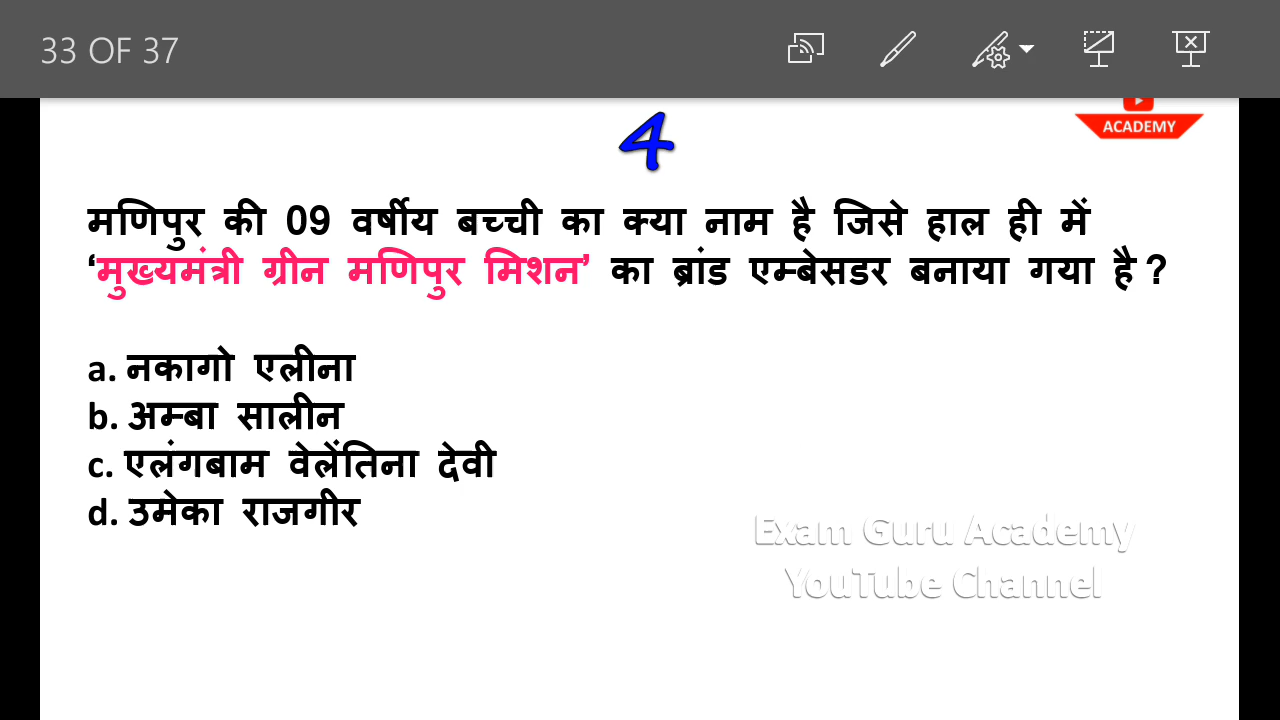 33 OF 37
ACADEMY
4
मणिपुर की 09 वर्षीय बच्ची का क्या नाम है जिसे हाल ही में
‘मुख्यमंत्री ग्रीन मणिपुर मिशन’ का ब्रांड एम्बेसडर बनाया गया है ?
a. नकागो एलीना
b. अम्बा सालीन
c. एलंगबाम वेलेंतिना देवी
d. उमेका राजगीर
Exam Guru Academy
YouTube Channel